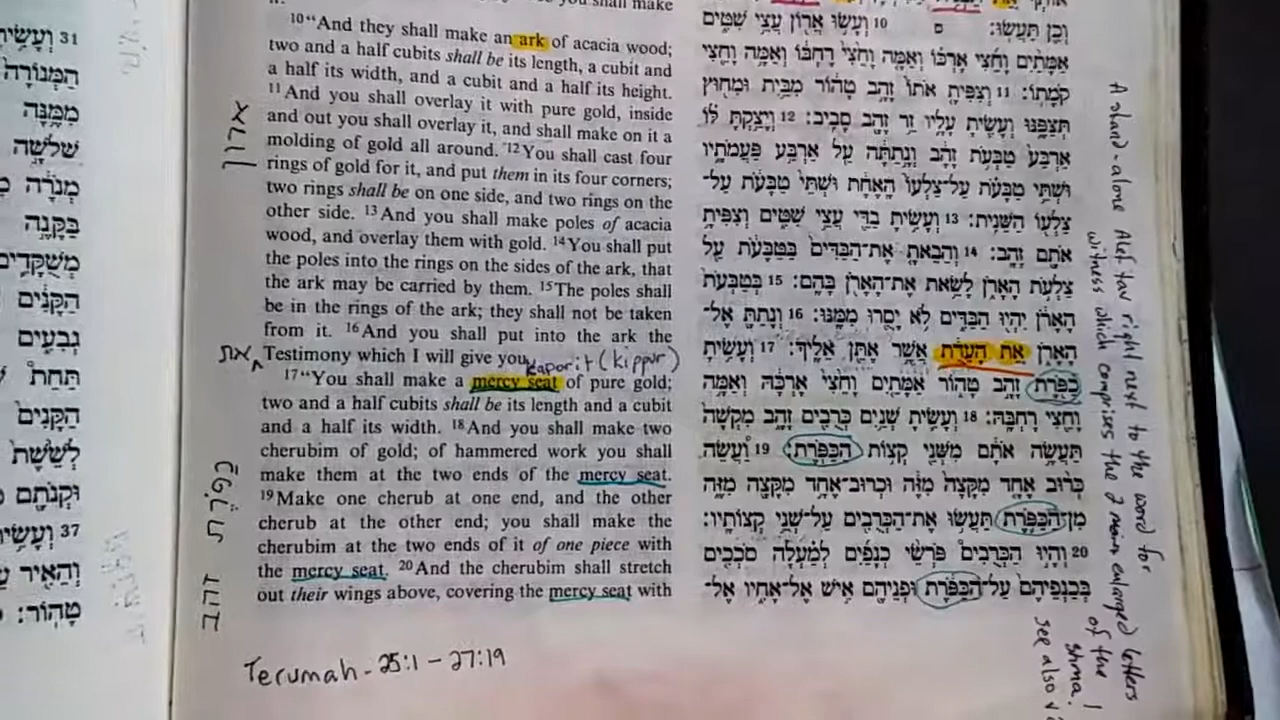 you shall make
10“And they shall make an ark of acacia wood;
two and a half cubits shall be its length, a cubit and
a half its width, and a cubit and a half its height.
11And you shall overlay it with pure gold, inside
and out you shall overlay it, and shall make on it a
molding of gold all around. 12You shall cast four
rings of gold for it, and put them in its four corners;
two rings shall be on one side, and two rings on the
other side. 13And you shall make poles of acacia
wood, and overlay them with gold. 14You shall put
the poles into the rings on the sides of the ark, that
the ark may be carried by them. 15The poles shall
be in the rings of the ark; they shall not be taken
from it. 16And you shall put into the ark the
Testimony which I will give you.
kaporit (kippur)
17“You shall make a mercy seat of pure gold;
two and a half cubits shall be its length and a cubit
and a half its width. 18And you shall make two
cherubim of gold; of hammered work you shall
make them at the two ends of the mercy seat.
19Make one cherub at one end, and the other
cherub at the other end; you shall make the
cherubim at the two ends of it of one piece with
the mercy seat. 20And the cherubim shall stretch
out their wings above, covering the mercy seat with
ארון
את
כַפֹרֶת זהב
Terumah - 25:1 - 27:19
וְכֵ֖ן תַּעֲשֽׂוּ׃ ס 10 וְעָשׂ֥וּ אֲר֖וֹן עֲצֵ֣י שִׁטִּ֑ים
אַמָּתַ֨יִם וָחֵ֜צִי אָרְכּ֗וֹ וְאַמָּ֤ה וָחֵ֙צִי֙ רָחְבּ֔וֹ וְאַמָּ֥ה וָחֵ֖צִי
קֹמָתֽוֹ׃ 11 וְצִפִּיתָ֤ אֹתוֹ֙ זָהָ֣ב טָה֔וֹר מִבַּ֥יִת וּמִח֖וּץ
תְּצַפֶּ֑נּוּ וְעָשִׂ֧יתָ עָלָ֛יו זֵ֥ר זָהָ֖ב סָבִֽיב׃ 12 וְיָצַ֣קְתָּ לּ֗וֹ
אַרְבַּע֙ טַבְּעֹ֣ת זָהָ֔ב וְנָ֣תַתָּ֔ה עַ֖ל אַרְבַּ֣ע פַּעֲמֹתָ֑יו
וּשְׁתֵּ֣י טַבָּעֹ֗ת עַל־צַלְעוֹ֙ הָֽאֶחָ֔ת וּשְׁתֵּי֙ טַבָּעֹ֔ת עַל־
צַלְע֖וֹ הַשֵּׁנִֽית׃ 13 וְעָשִׂ֥יתָ בַדֵּ֖י עֲצֵ֣י שִׁטִּ֑ים וְצִפִּיתָ֥
אֹתָ֖ם זָהָֽב׃ 14 וְהֵבֵאתָ֤ אֶת־הַבַּדִּים֙ בַּטַּבָּעֹ֔ת עַ֖ל
צַלְעֹ֣ת הָאָרֹ֑ן לָשֵׂ֥את אֶת־הָאָרֹ֖ן בָּהֶֽם׃ 15 בְּטַבְּעֹת֙
הָאָרֹ֔ן יִהְי֖וּ הַבַּדִּ֑ים לֹ֥א יָסֻ֖רוּ מִמֶּֽנּוּ׃ 16 וְנָתַתָּ֖ אֶל־
הָאָרֹ֑ן אֵ֚ת הָעֵדֻ֔ת אֲשֶׁ֥ר אֶתֵּ֖ן אֵלֶֽיךָ׃ 17 וְעָשִׂ֥יתָ
כַפֹּ֖רֶת זָהָ֣ב טָה֑וֹר אַמָּתַ֤יִם וָחֵ֙צִי֙ אָרְכָּ֔הּ וְאַמָּ֥ה
וָחֵ֖צִי רָחְבָּֽהּ׃ 18 וְעָשִׂ֛יתָ שְׁנַ֥יִם כְּרֻבִ֖ים זָהָ֑ב מִקְשָׁה֙
תַּעֲשֶׂ֣ה אֹתָ֔ם מִשְּׁנֵ֖י קְצ֥וֹת הַכַּפֹּֽרֶת׃ 19 וַ֠עֲשֵׂה
כְּר֨וּב אֶחָ֤ד מִקָּצָה֙ מִזֶּ֔ה וּכְרוּב־אֶחָ֥ד מִקָּצָ֖ה מִזֶּ֑ה
מִן־הַכַּפֹּ֛רֶת תַּעֲשׂ֥וּ אֶת־הַכְּרֻבִ֖ים עַל־שְׁנֵ֥י קְצוֹתָֽיו׃
20 וְהָי֣וּ הַכְּרֻבִים֩ פֹּרְשֵׂ֨י כְנָפַ֜יִם לְמַ֗עְלָה סֹכְכִ֤ים
בְּכַנְפֵיהֶם֙ עַל־הַכַּפֹּ֔רֶת וּפְנֵיהֶ֖ם אִ֣ישׁ אֶל־אָחִ֑יו אֶל־
A stand-alone Alef tav right next to the word for
witness which comprises the 2 main enlarged letters
of the Shma!
see also v
31 וְעָשִׂ֥יתָ
הַמְּנוֹרָה֙
מִמֶּ֥נָּה
שְׁלֹשָׁ֣ה
מְנֹרָ֗ה
בַּקָּנֶה֮
מְשֻׁקָּדִ֞ים
הַקָּנִ֔ים
גְבִעִ֑ים
תַּ֣חַת
הַקָּנִ֔ים
לְשֵׁ֙שֶׁת֙
וּקְנֹתָ֖ם
37 וְעָשִׂ֥יתָ
וְהֵאִ֖יר
טָהֽוֹר׃